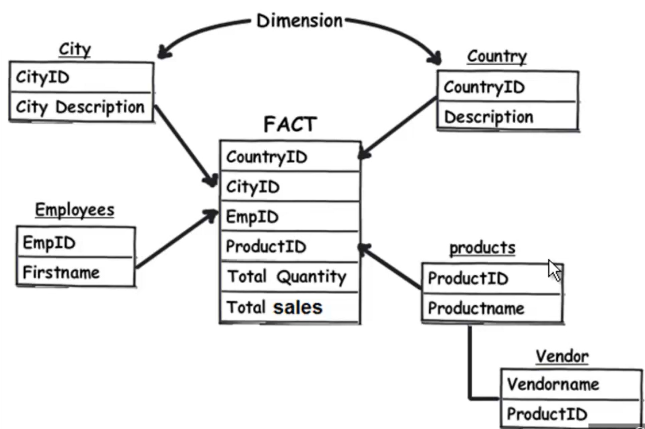 Dimension
City
CityID
City Description
Country
CountryID
Description
FACT
CountryID
CityID
EmpID
ProductID
Total Quantity
Total sales
Employees
EmpID
Firstname
products
ProductID
Productname
Vendor
Vendorname
ProductID